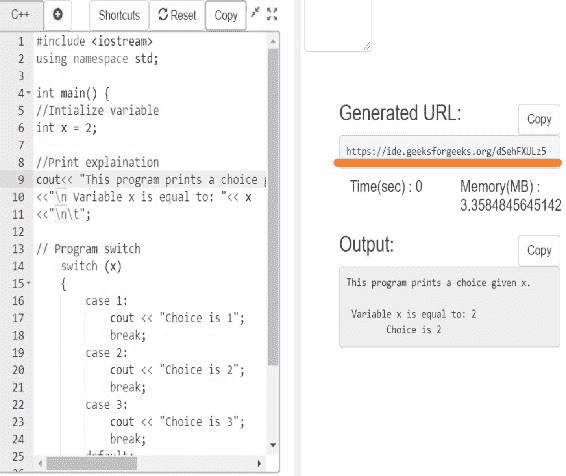 C++ Shortcuts Reset Copy
1 #include <iostream>
2 using namespace std;
3
4 int main() {
5 //Intialize variable
6 int x = 2;
7
8 //Print explaination
9 cout<< "This program prints a choice
10 <<"\n Variable x is equal to: "<< x
11 <<"\n\t";
12
13 // Program switch
14 switch (x)
15 {
16 case 1:
17 cout << "Choice is 1";
18 break;
19 case 2:
20 cout << "Choice is 2";
21 break;
22 case 3:
23 cout << "Choice is 3";
24 break;
25 default:
Generated URL:
Copy
https://ide.geeksforgeeks.org/dSehFXULz5
Time(sec) : 0 Memory(MB) :
3.3584845645142
Output:
Copy
This program prints a choice given x.
Variable x is equal to: 2
Choice is 2